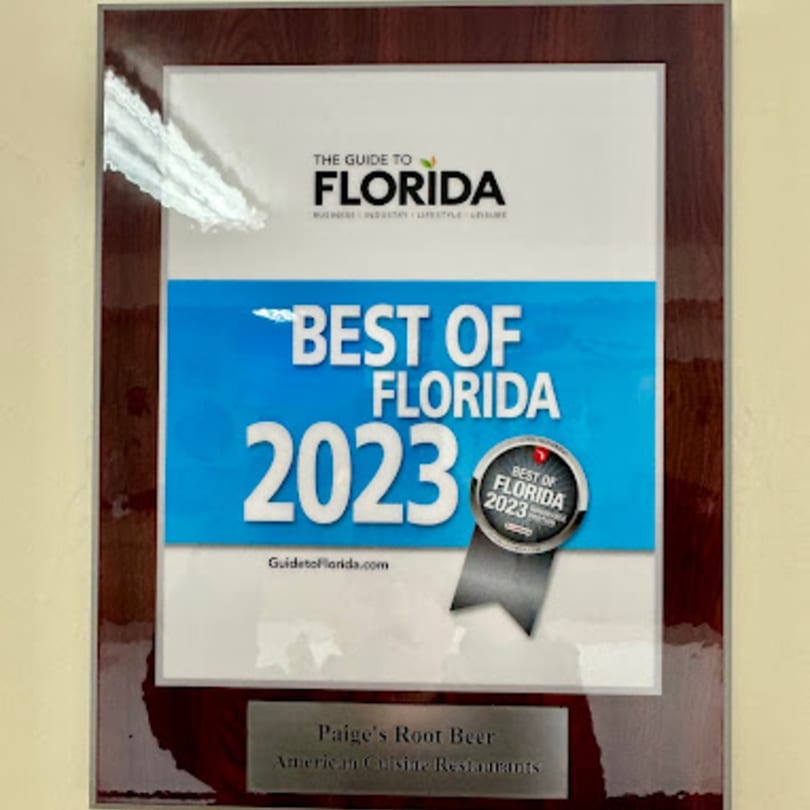 THE GUIDE TO
FLORIDA
BUSINESS | INDUSTRY | LIFESTYLE | LEISURE
BEST OF
FLORIDA
2023
BEST OF
FLORIDA
2023
GuidetoFlorida.com
Paige's Root Beer
American Cuisine Restaurants